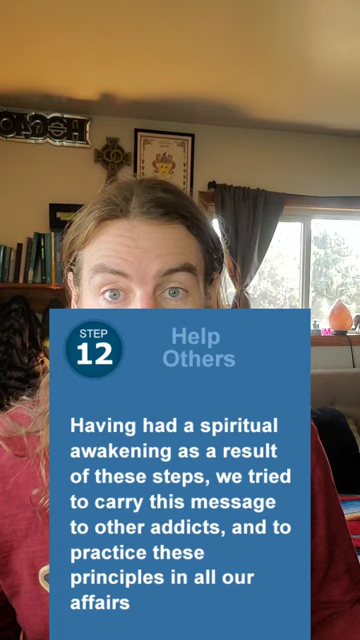 STEP
12
Help
Others
Having had a spiritual
awakening as a result
of these steps, we tried
to carry this message
to other addicts, and to
practice these
principles in all our
affairs